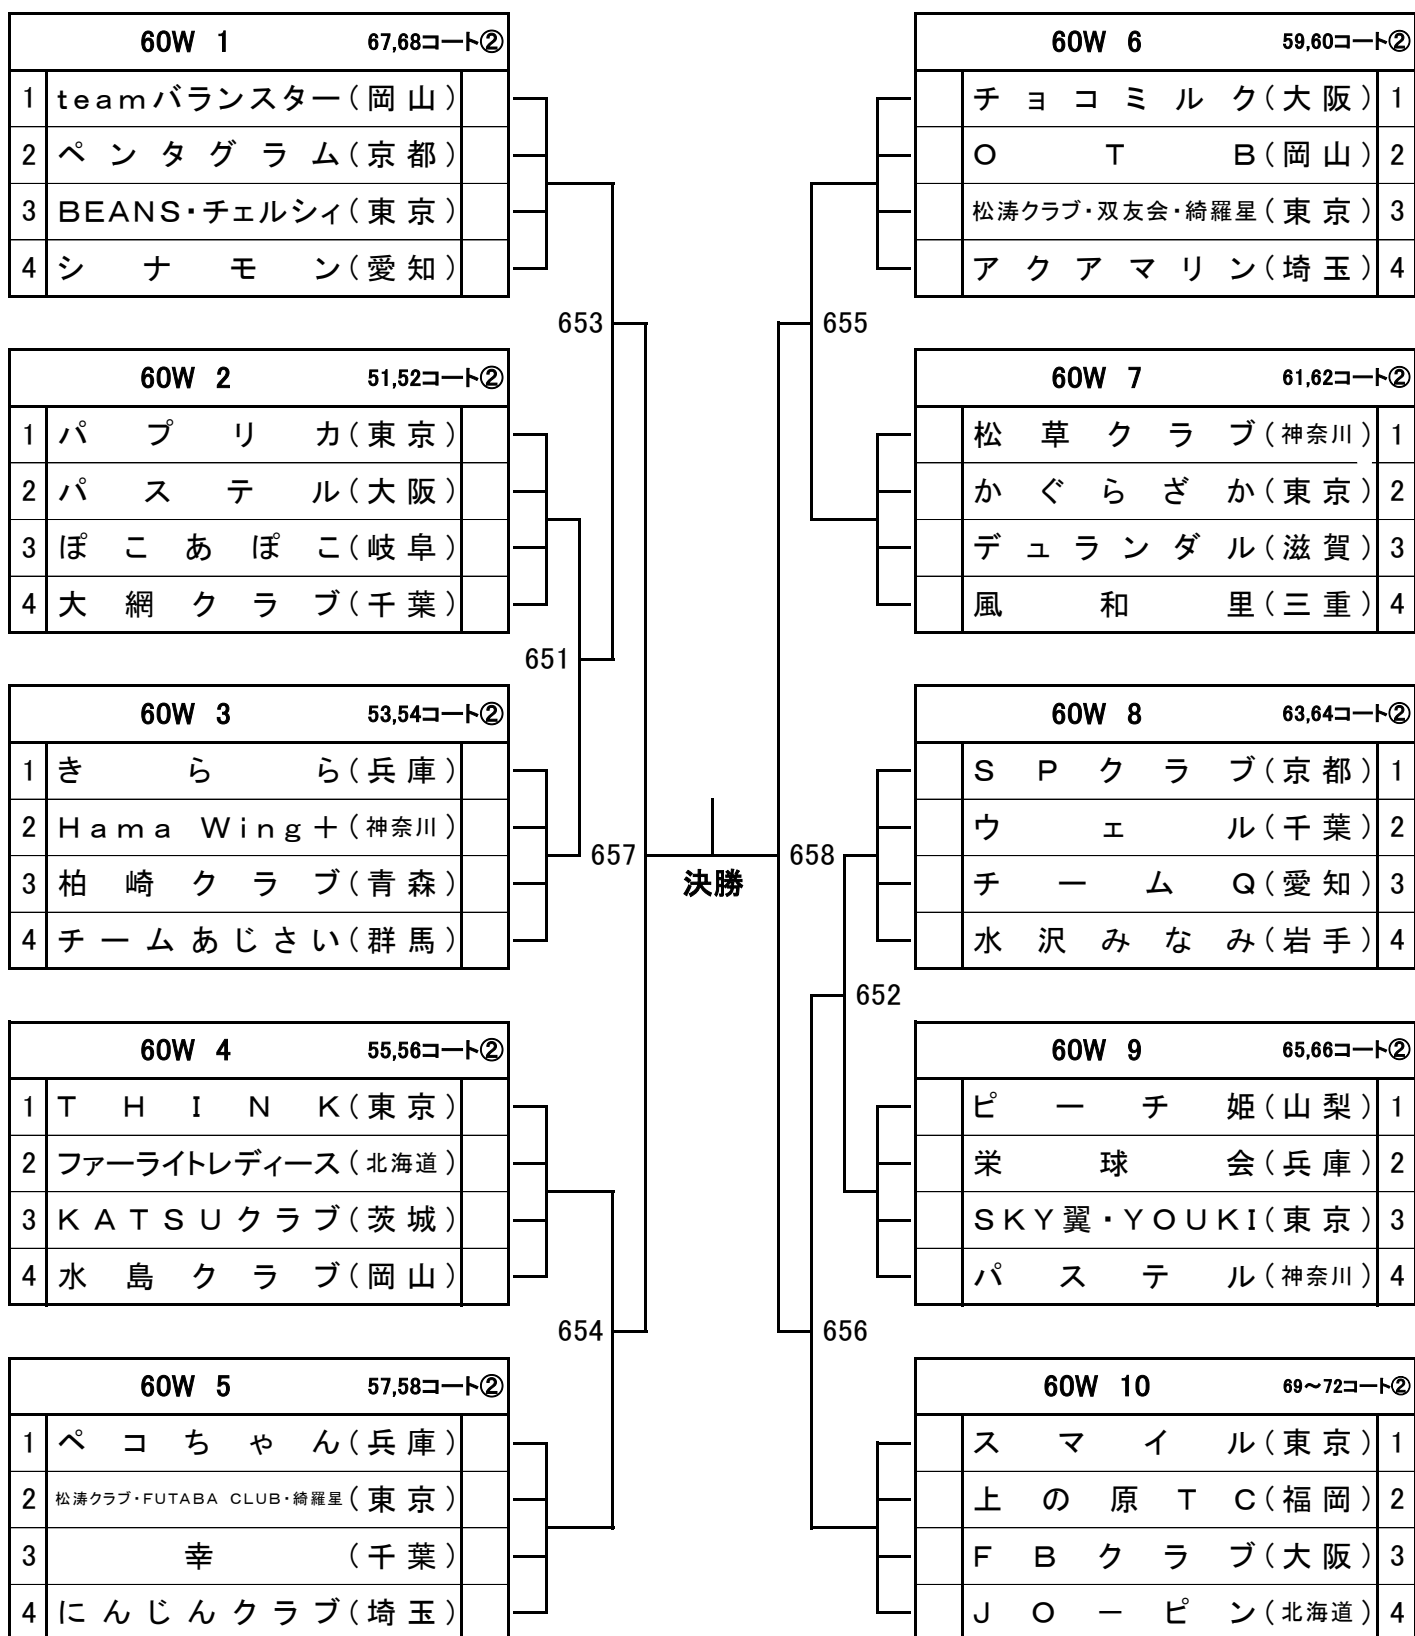 60W 1 67,68コート②
1 teamバランスター(岡山)
2 ペンタグラム(京都)
3 BEANS・チェルシィ(東京)
4 シナモン(愛知)
653
60W 2 51,52コート②
1 パプリカ(東京)
2 パステル(大阪)
3 ぽこあぽこ(岐阜)
4 大網クラブ(千葉)
651
60W 3 53,54コート②
1 きらら(兵庫)
2 Hama Wing+(神奈川)
3 柏崎クラブ(青森)
4 チームあじさい(群馬)
657
60W 4 55,56コート②
1 THINK(東京)
2 ファーライトレディース(北海道)
3 KATSUクラブ(茨城)
4 水島クラブ(岡山)
654
60W 5 57,58コート②
1 ペコちゃん(兵庫)
2 松涛クラブ・FUTABA CLUB・綺羅星(東京)
3 幸(千葉)
4 にんじんクラブ(埼玉)
決勝
60W 6 59,60コート②
チョコミルク(大阪) 1
OTB(岡山) 2
松涛クラブ・双友会・綺羅星(東京) 3
アクアマリン(埼玉) 4
655
60W 7 61,62コート②
松草クラブ(神奈川) 1
かぐらざか(東京) 2
デュランダル(滋賀) 3
風和里(三重) 4
60W 8 63,64コート②
SPクラブ(京都) 1
ウェル(千葉) 2
チームQ(愛知) 3
水沢みなみ(岩手) 4
658
652
60W 9 65,66コート②
ピーチ姫(山梨) 1
栄球会(兵庫) 2
SKY翼・YOUKI(東京) 3
パステル(神奈川) 4
656
60W 10 69~72コート②
スマイル(東京) 1
上の原TC(福岡) 2
FBクラブ(大阪) 3
JOーピン(北海道) 4